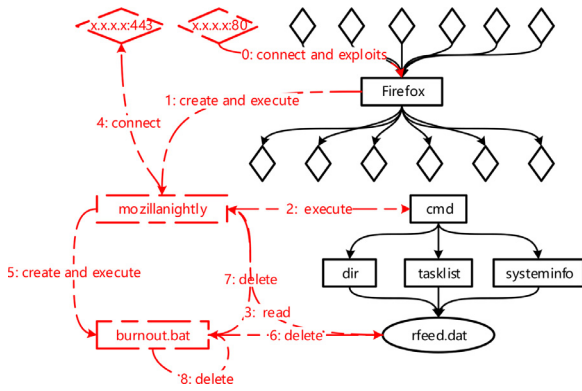 x.x.x.x:443
x.x.x.x:80
0: connect and exploits
Firefox
1: create and execute
4: connect
mozillanightly
2: execute
cmd
5: create and execute
7: delete
dir
tasklist
systeminfo
3: read
burnout.bat
6: delete
rfeed.dat
8: delete